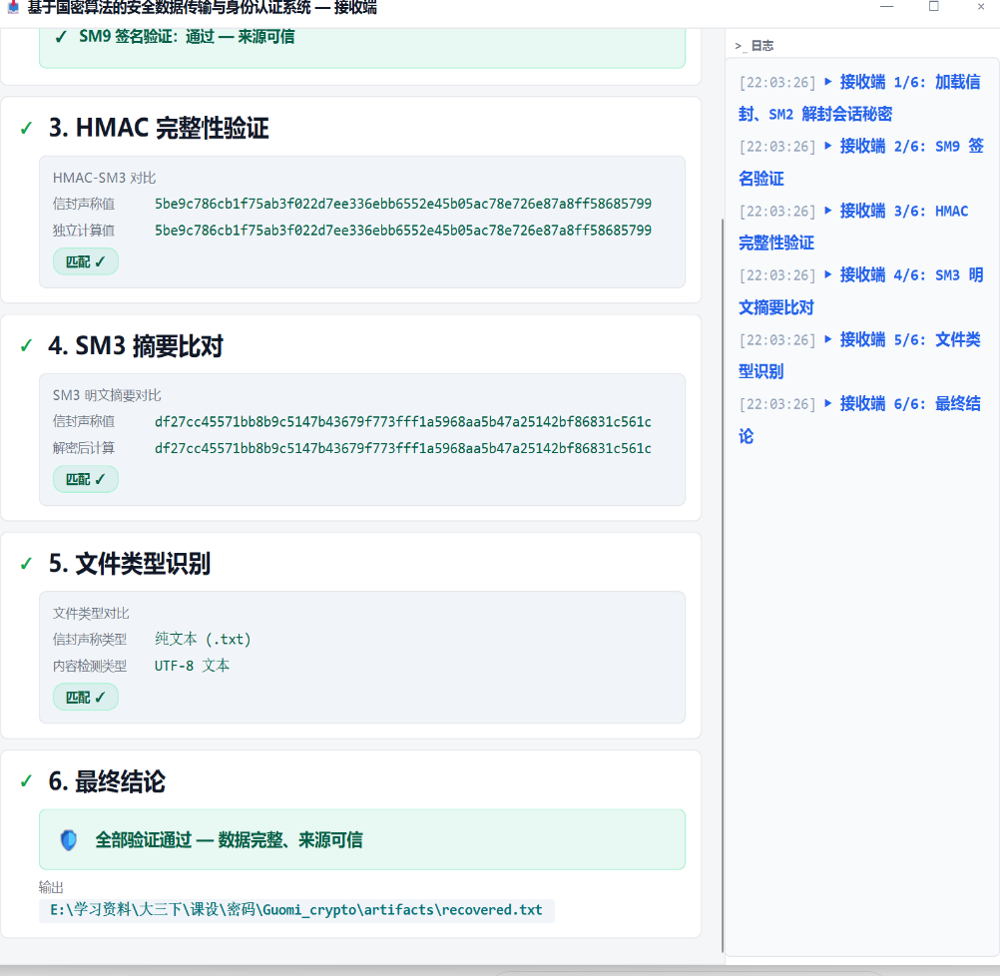 基于国密算法的安全数据传输与身份认证系统 — 接收端
✓ SM9 签名验证：通过 — 来源可信
✓ 3. HMAC 完整性验证
HMAC-SM3 对比
信封声称值 5be9c786cb1f75ab3f022d7ee336ebb6552e45b05ac78e726e87a8ff58685799
独立计算值 5be9c786cb1f75ab3f022d7ee336ebb6552e45b05ac78e726e87a8ff58685799
匹配 ✓
✓ 4. SM3 摘要比对
SM3 明文摘要对比
信封声称值 df27cc45571bb8b9c5147b43679f773fff1a5968aa5b47a25142bf86831c561c
解密后计算 df27cc45571bb8b9c5147b43679f773fff1a5968aa5b47a25142bf86831c561c
匹配 ✓
✓ 5. 文件类型识别
文件类型对比
信封声称类型 纯文本 (.txt)
内容检测类型 UTF-8 文本
匹配 ✓
✓ 6. 最终结论
全部验证通过 — 数据完整、来源可信
输出
E:\学习资料\大三下\课设\密码\Guomi_crypto\artifacts\recovered.txt
>_ 日志
[22:03:26] ▶ 接收端 1/6: 加载信
封、SM2 解封会话秘密
[22:03:26] ▶ 接收端 2/6: SM9 签
名验证
[22:03:26] ▶ 接收端 3/6: HMAC
完整性验证
[22:03:26] ▶ 接收端 4/6: SM3 明
文摘要比对
[22:03:26] ▶ 接收端 5/6: 文件类
型识别
[22:03:26] ▶ 接收端 6/6: 最终结
论